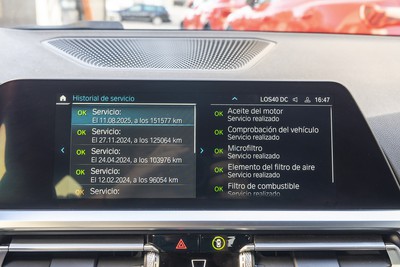 Historial de servicio
LOS40 DC
16:47
OK Servicio:
El 11.08.2025, a los 151577 km
OK Servicio:
El 27.11.2024, a los 125064 km
OK Servicio:
El 24.04.2024, a los 103976 km
OK Servicio:
El 12.02.2024, a los 96054 km
OK Servicio:
OK Aceite del motor
Servicio realizado
OK Comprobación del vehículo
Servicio realizado
OK Microfiltro
Servicio realizado
OK Elemento del filtro de aire
Servicio realizado
OK Filtro de combustible
Servicio realizado